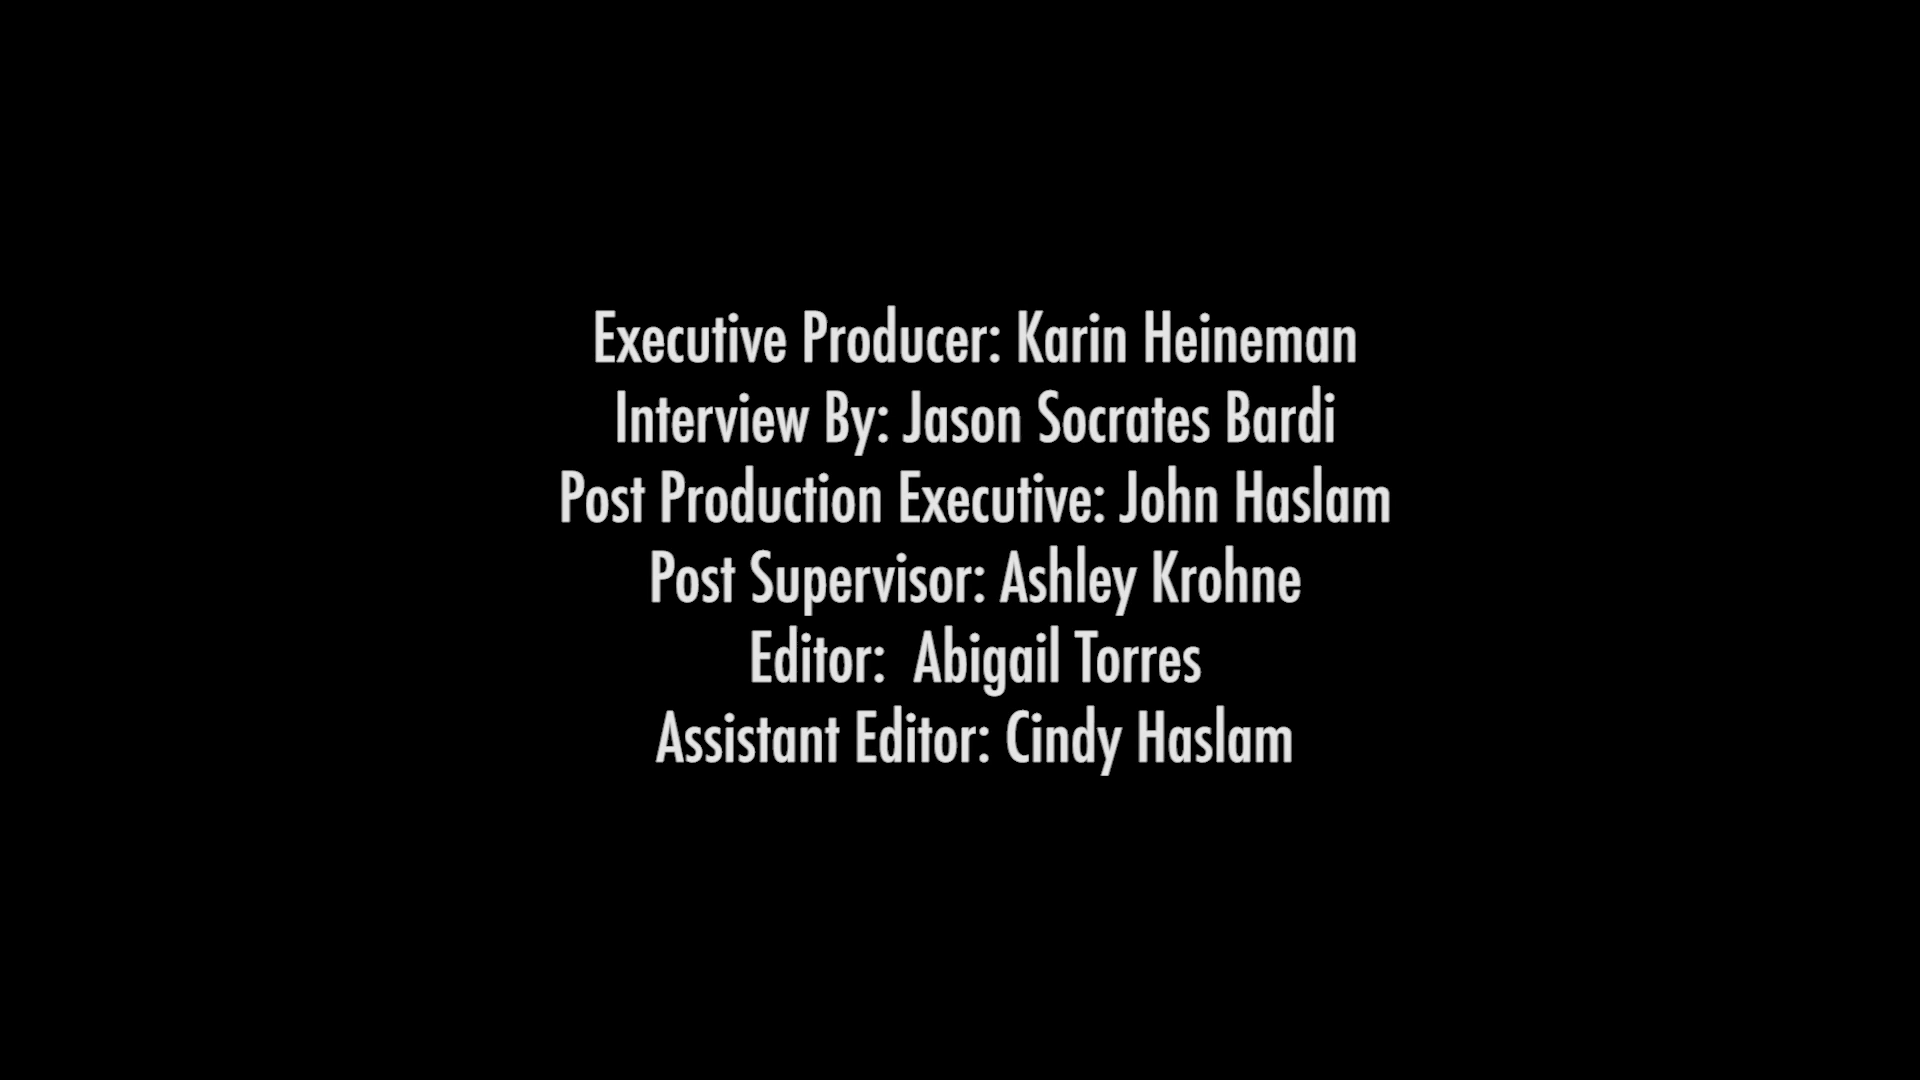 Executive Producer: Karin Heineman
Interview By: Jason Socrates Bardi
Post Production Executive: John Haslam
Post Supervisor: Ashley Krohne
Editor:  Abigail Torres
Assistant Editor: Cindy Haslam